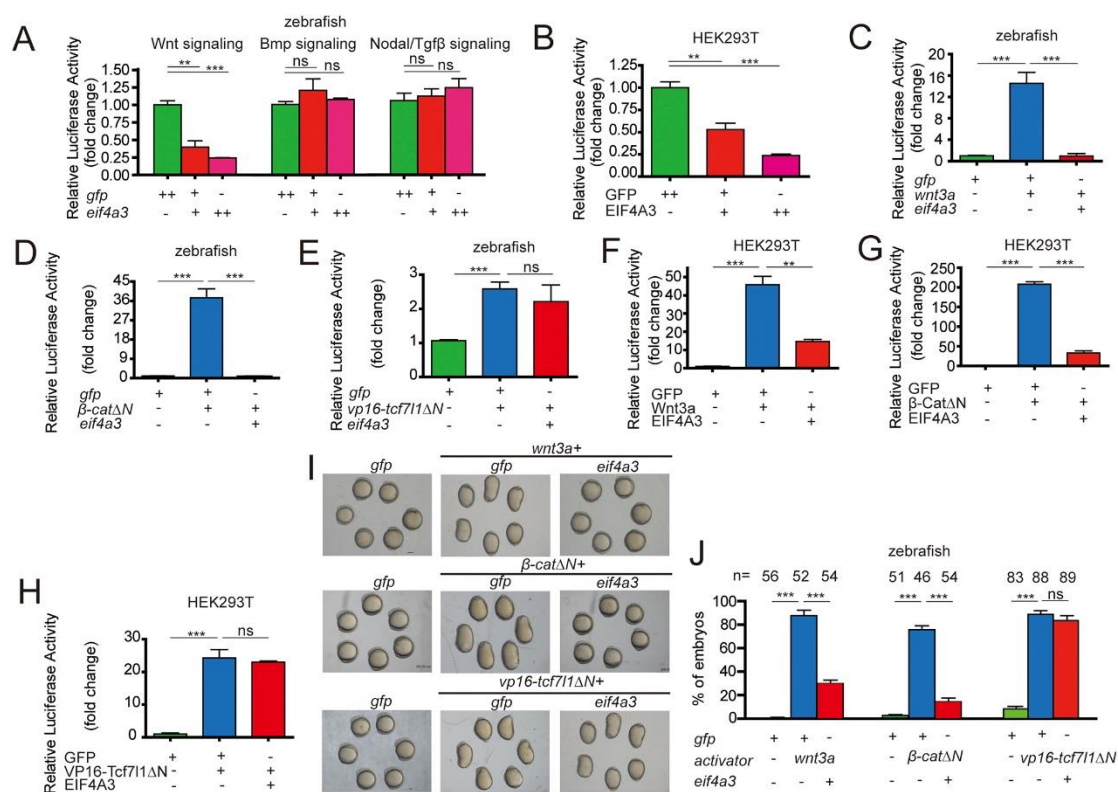 A
zebrafish
Wnt signaling Bmp signaling Nodal/Tgfβ signaling
** *** ns ns ns ns
Relative Luciferase Activity
(fold change)
1.25
1.00
0.75
0.50
0.25
0.00
gfp ++ + - ++ + - ++ + -
eif4a3 - + ++ - + ++ - + ++
B
HEK293T
** ***
Relative Luciferase Activity
(fold change)
1.25
1.00
0.75
0.50
0.25
0.00
GFP ++ + -
EIF4A3 - + ++
C
zebrafish
*** ***
Relative Luciferase Activity
(fold change)
16
12
8
4
0
gfp + + -
wnt3a - + +
eif4a3 - - +
D
zebrafish
*** ***
Relative Luciferase Activity
(fold change)
45
36
27
18
9
0
gfp + + -
β-catΔN - + +
eif4a3 - - +
E
zebrafish
*** ns
Relative Luciferase Activity
(fold change)
3
2
1
0
gfp + + -
vp16-tcf7l1ΔN - + +
eif4a3 - - +
F
HEK293T
*** **
Relative Luciferase Activity
(fold change)
50
40
30
20
10
0
GFP + + -
Wnt3a - + +
EIF4A3 - - +
G
HEK293T
*** ***
Relative Luciferase Activity
(fold change)
250
200
150
100
50
0
GFP + + -
β-CatΔN - + +
EIF4A3 - - +
H
HEK293T
*** ns
Relative Luciferase Activity
(fold change)
30
20
10
0
GFP + + -
VP16-Tcf7l1ΔN - + +
EIF4A3 - - +
I
wnt3a+
gfp gfp eif4a3
β-catΔN+
gfp gfp eif4a3
vp16-tcf7l1ΔN+
gfp gfp eif4a3
J
zebrafish
n= 56 52 54 51 46 54 83 88 89
*** *** *** *** *** ns
% of embryos
100
80
60
40
20
0
gfp + + - + + - + + -
activator - wnt3a - β-catΔN - vp16-tcf7l1ΔN
eif4a3 - - + - - + - - +